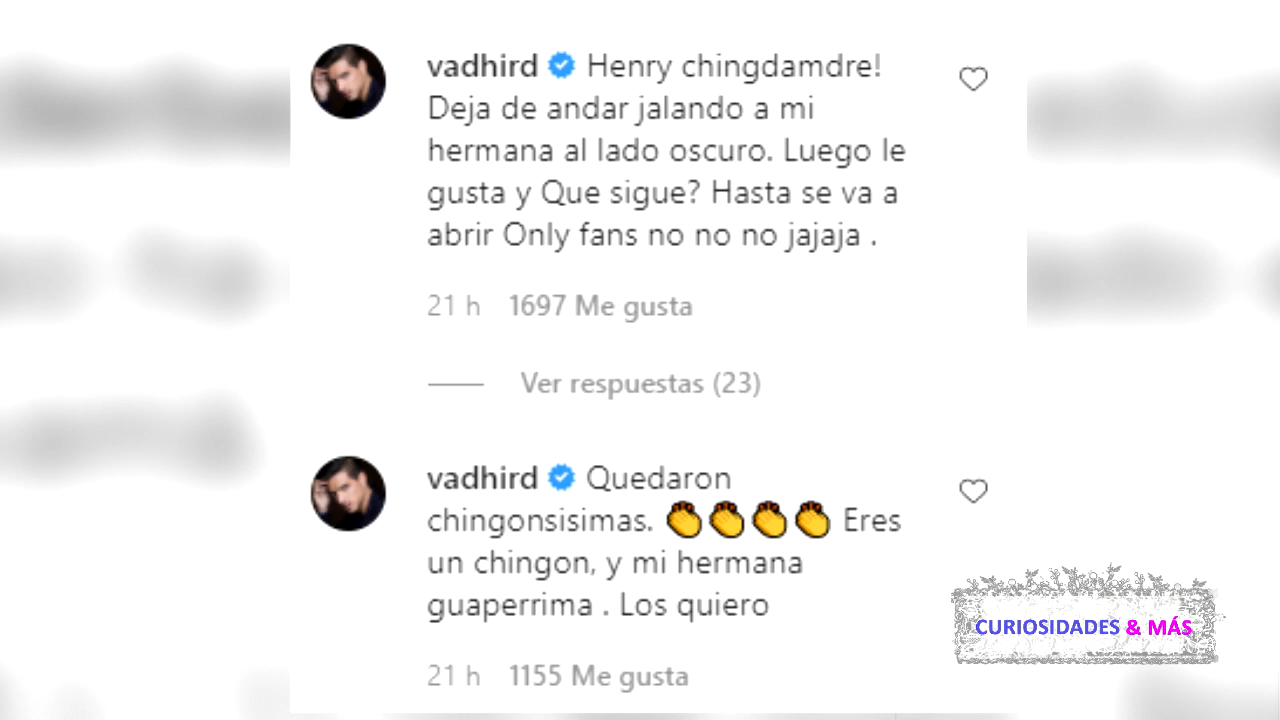 vadhird Henry chingdamdre!
Deja de andar jalando a mi
hermana al lado oscuro. Luego le
gusta y Que sigue? Hasta se va a
abrir Only fans no no no jajaja .
21 h 1697 Me gusta
Ver respuestas (23)
vadhird Quedaron
chingonsisimas. 👏👏👏👏 Eres
un chingon, y mi hermana
guaperrima . Los quiero
21 h 1155 Me gusta
CURIOSIDADES & MÁS